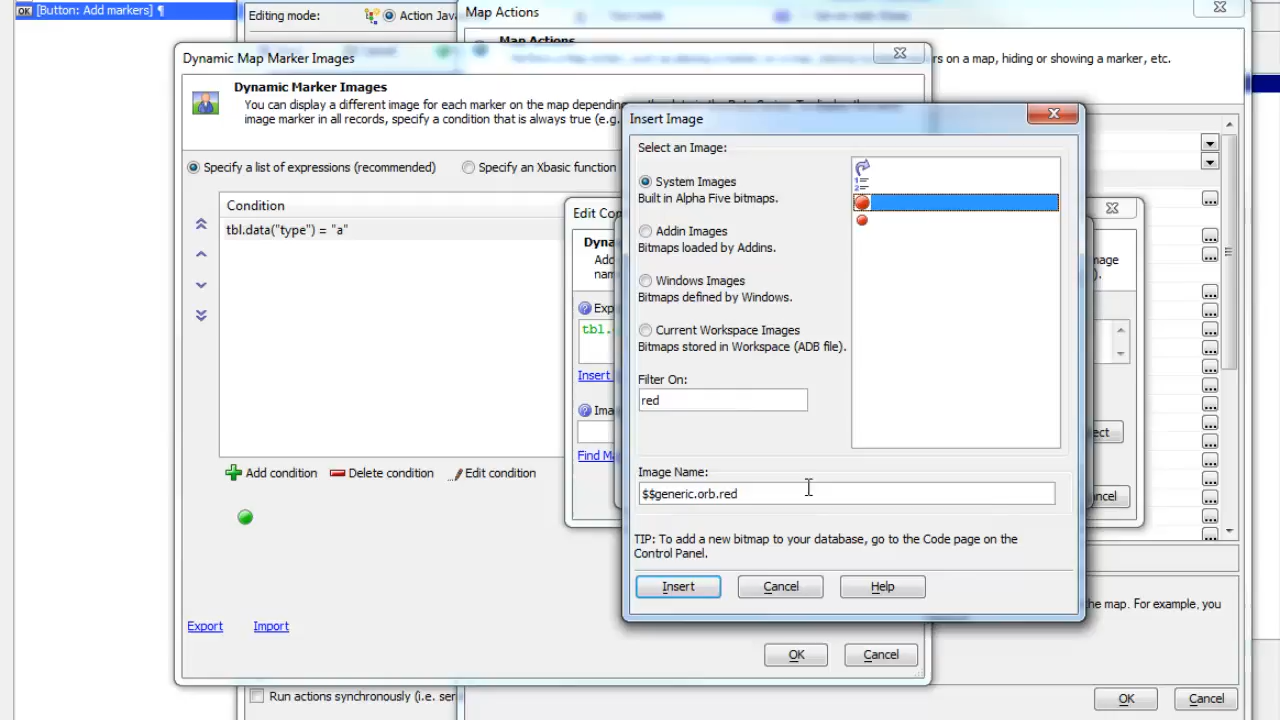 OK [Button: Add markers] ¶
Editing mode:
Action Java
Map Actions
Map Actions
rs on a map, hiding or showing a marker, etc.
Dynamic Map Marker Images
Dynamic Marker Images
You can display a different image for each marker on the map depending
image marker in all records, specify a condition that is always true (e.g.
Specify a list of expressions (recommended)
Specify an Xbasic function
Condition
tbl.data("type") = "a"
Add condition
Delete condition
Edit condition
Export
Import
OK
Cancel
Run actions synchronously (i.e. ser
Edit Co
Dyna
Add
nam
age
).
Exp
tbl.
Insert
Ima
Find Ma
ect
ncel
Insert Image
Select an Image:
System Images
Built in Alpha Five bitmaps.
Addin Images
Bitmaps loaded by Addins.
Windows Images
Bitmaps defined by Windows.
Current Workspace Images
Bitmaps stored in Workspace (ADB file).
Filter On:
red
Image Name:
$$generic.orb.red
TIP: To add a new bitmap to your database, go to the Code page on the
Control Panel.
Insert
Cancel
Help
the map. For example, you
OK
Cancel